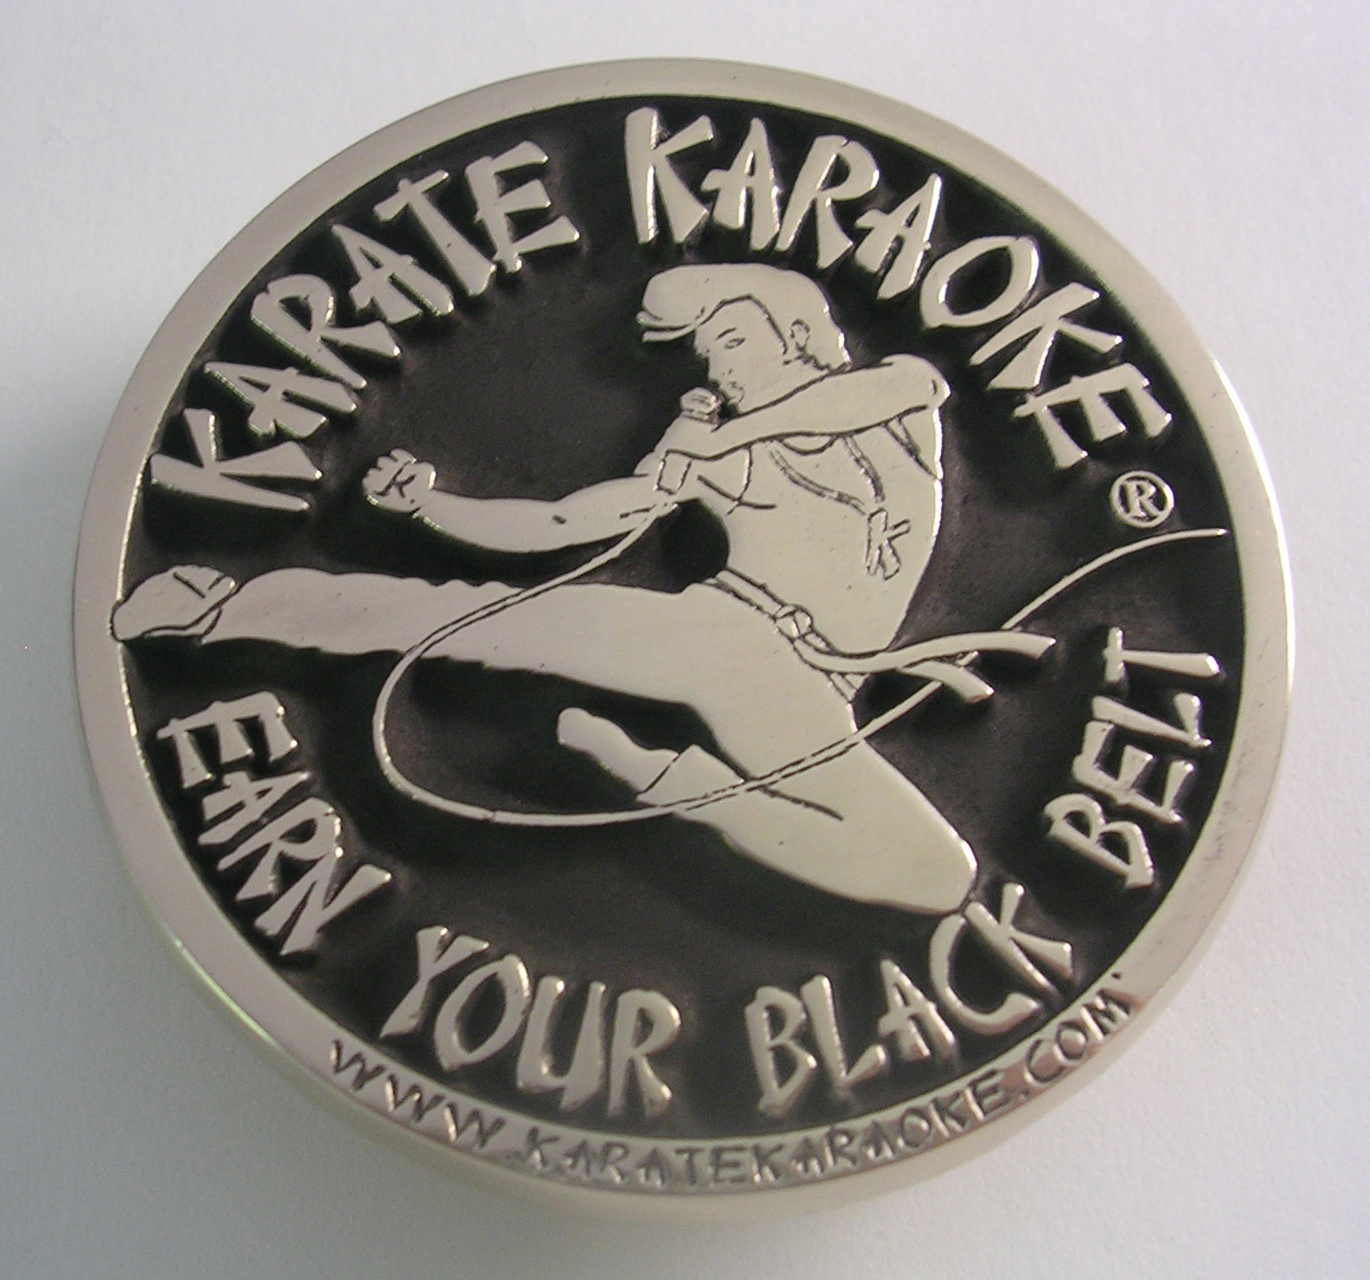 KARATE KARAOKE ®
EARN YOUR BLACK BELT
WWW.KARATEKARAOKE.COM
K